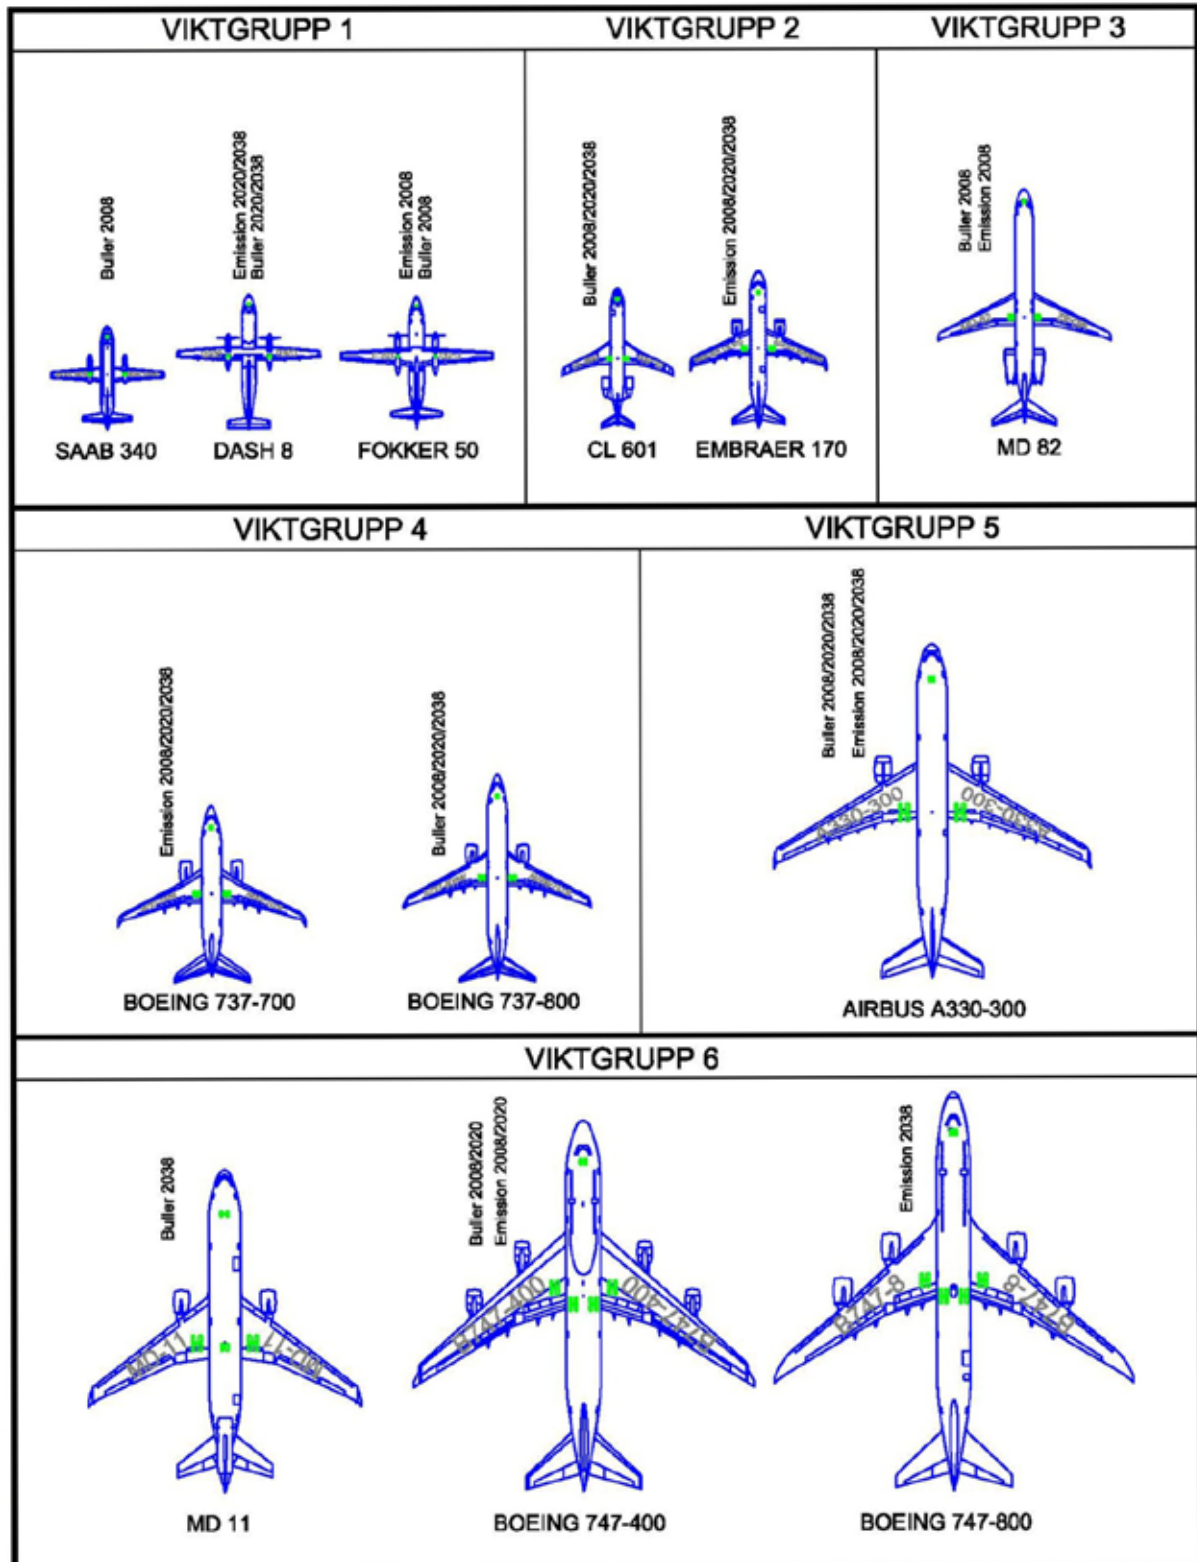 VIKTGRUPP 1
VIKTGRUPP 2
VIKTGRUPP 3
Buller 2008
SAAB 340
Emission 2020/2038
Buller 2020/2038
DASH 8
Emission 2008
Buller 2008
FOKKER 50
Buller 2008/2020/2038
CL 601
Emission 2008/2020/2038
EMBRAER 170
Buller 2008
Emission 2008
MD 82
VIKTGRUPP 4
VIKTGRUPP 5
Emission 2008/2020/2038
BOEING 737-700
Buller 2008/2020/2038
BOEING 737-800
Buller 2008/2020/2038
Emission 2008/2020/2038
A330-300
A330-300
AIRBUS A330-300
VIKTGRUPP 6
Buller 2038
MD-11
MD-11
MD 11
Buller 2008/2020
Emission 2008/2020
B747-400
B747-400
BOEING 747-400
Emission 2038
B747-8
B747-8
BOEING 747-800